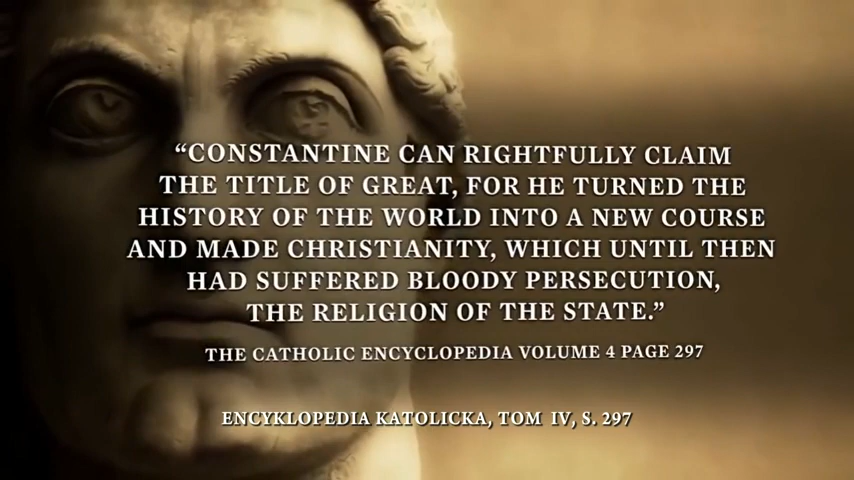 “CONSTANTINE CAN RIGHTFULLY CLAIM
THE TITLE OF GREAT, FOR HE TURNED THE
HISTORY OF THE WORLD INTO A NEW COURSE
AND MADE CHRISTIANITY, WHICH UNTIL THEN
HAD SUFFERED BLOODY PERSECUTION,
THE RELIGION OF THE STATE.”
THE CATHOLIC ENCYCLOPEDIA VOLUME 4 PAGE 297
ENCYKLOPEDIA KATOLICKA, TOM IV, S. 297